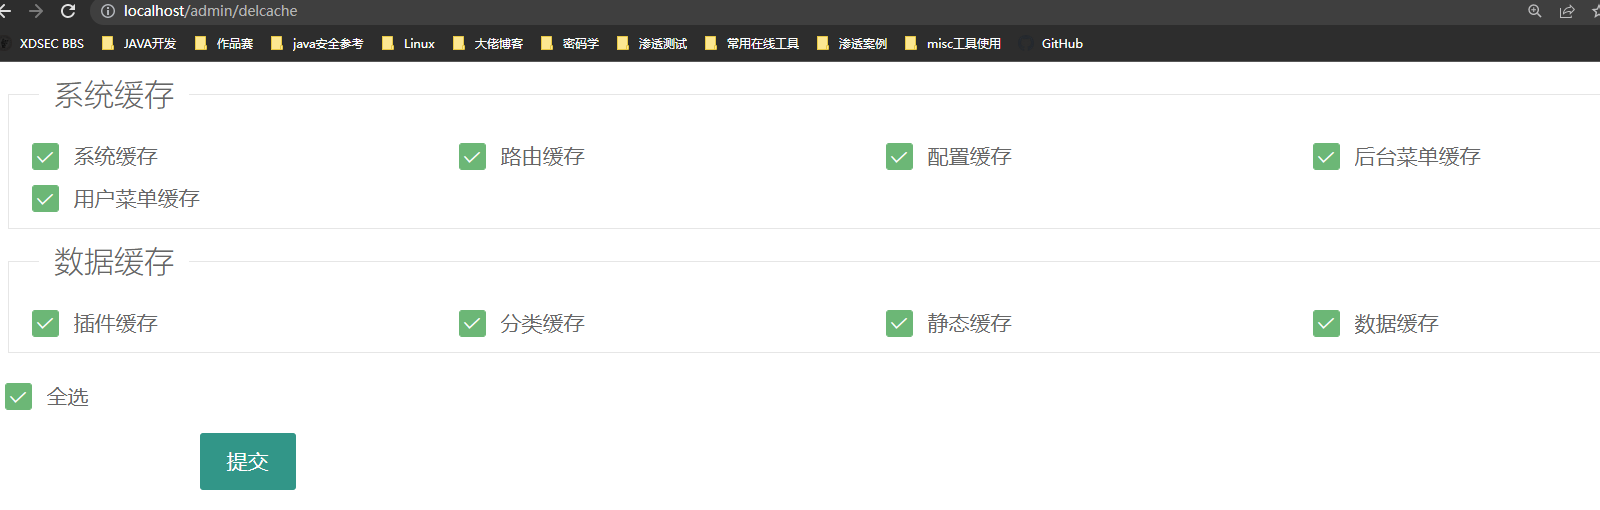 localhost/admin/delcache
XDSEC BBS JAVA开发 作品赛 java安全参考 Linux 大佬博客 密码学 渗透测试 常用在线工具 渗透案例 misc工具使用 GitHub
系统缓存
系统缓存 路由缓存 配置缓存 后台菜单缓存
用户菜单缓存
数据缓存
插件缓存 分类缓存 静态缓存 数据缓存
全选
提交